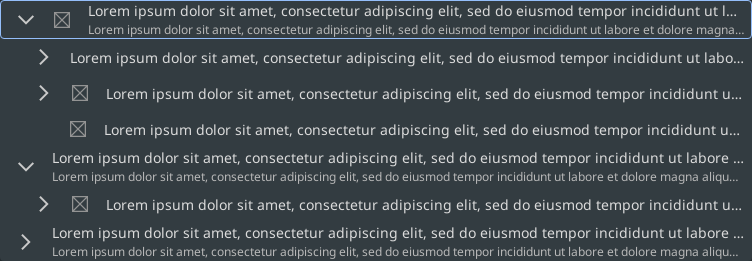 Lorem ipsum dolor sit amet, consectetur adipiscing elit, sed do eiusmod tempor incididunt ut l...
Lorem ipsum dolor sit amet, consectetur adipiscing elit, sed do eiusmod tempor incididunt ut labore et dolore magna...
Lorem ipsum dolor sit amet, consectetur adipiscing elit, sed do eiusmod tempor incididunt ut labo...
Lorem ipsum dolor sit amet, consectetur adipiscing elit, sed do eiusmod tempor incididunt u...
Lorem ipsum dolor sit amet, consectetur adipiscing elit, sed do eiusmod tempor incididunt u...
Lorem ipsum dolor sit amet, consectetur adipiscing elit, sed do eiusmod tempor incididunt ut labore ...
Lorem ipsum dolor sit amet, consectetur adipiscing elit, sed do eiusmod tempor incididunt ut labore et dolore magna aliqu...
Lorem ipsum dolor sit amet, consectetur adipiscing elit, sed do eiusmod tempor incididunt u...
Lorem ipsum dolor sit amet, consectetur adipiscing elit, sed do eiusmod tempor incididunt ut labore ...
Lorem ipsum dolor sit amet, consectetur adipiscing elit, sed do eiusmod tempor incididunt ut labore et dolore magna aliqu...